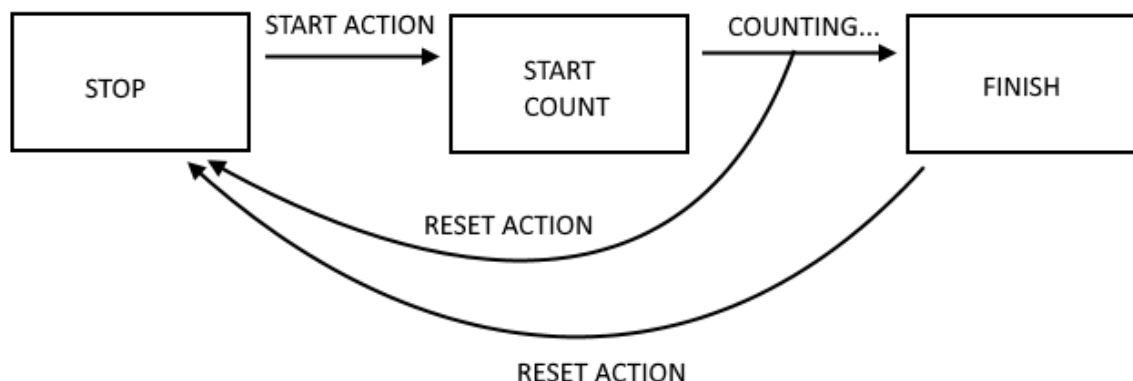 START ACTION
COUNTING...
STOP
START
COUNT
FINISH
RESET ACTION
RESET ACTION